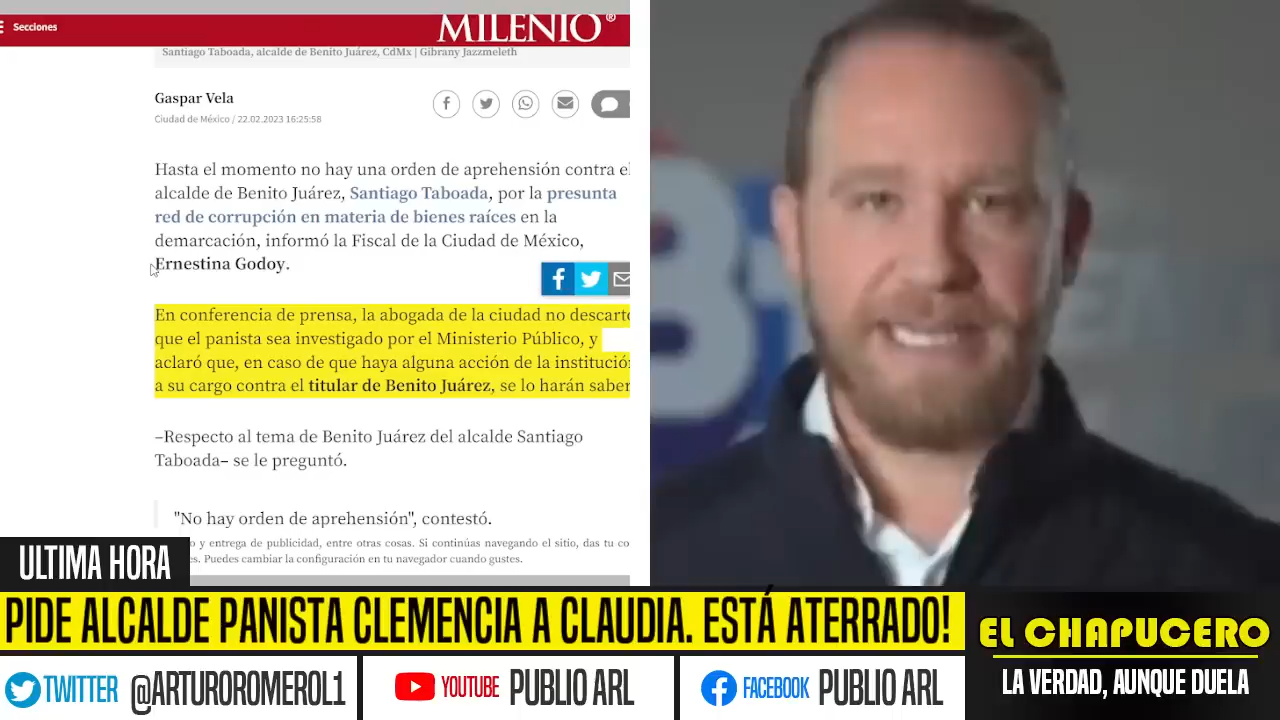 Secciones
MILENIO®
Santiago Taboada, alcalde de Benito Juárez, CdMx | Gibrany Jazzmeleth
Gaspar Vela
Ciudad de México / 22.02.2023 16:25:58
Hasta el momento no hay una orden de aprehensión contra el
alcalde de Benito Juárez, Santiago Taboada, por la presunta
red de corrupción en materia de bienes raíces en la
demarcación, informó la Fiscal de la Ciudad de México,
Ernestina Godoy.
En conferencia de prensa, la abogada de la ciudad no descartó
que el panista sea investigado por el Ministerio Público, y
aclaró que, en caso de que haya alguna acción de la institución
a su cargo contra el titular de Benito Juárez, se lo harán saber
–Respecto al tema de Benito Juárez del alcalde Santiago
Taboada– se le preguntó.
"No hay orden de aprehensión", contestó.
y entrega de publicidad, entre otras cosas. Si continúas navegando el sitio, das tu co
es. Puedes cambiar la configuración en tu navegador cuando gustes.
ULTIMA HORA
PIDE ALCALDE PANISTA CLEMENCIA A CLAUDIA. ESTÁ ATERRADO!
EL CHAPUCERO
LA VERDAD, AUNQUE DUELA
TWITTER @ARTUROROMEROL1
YOUTUBE PUBLIO ARL
FACEBOOK PUBLIO ARL